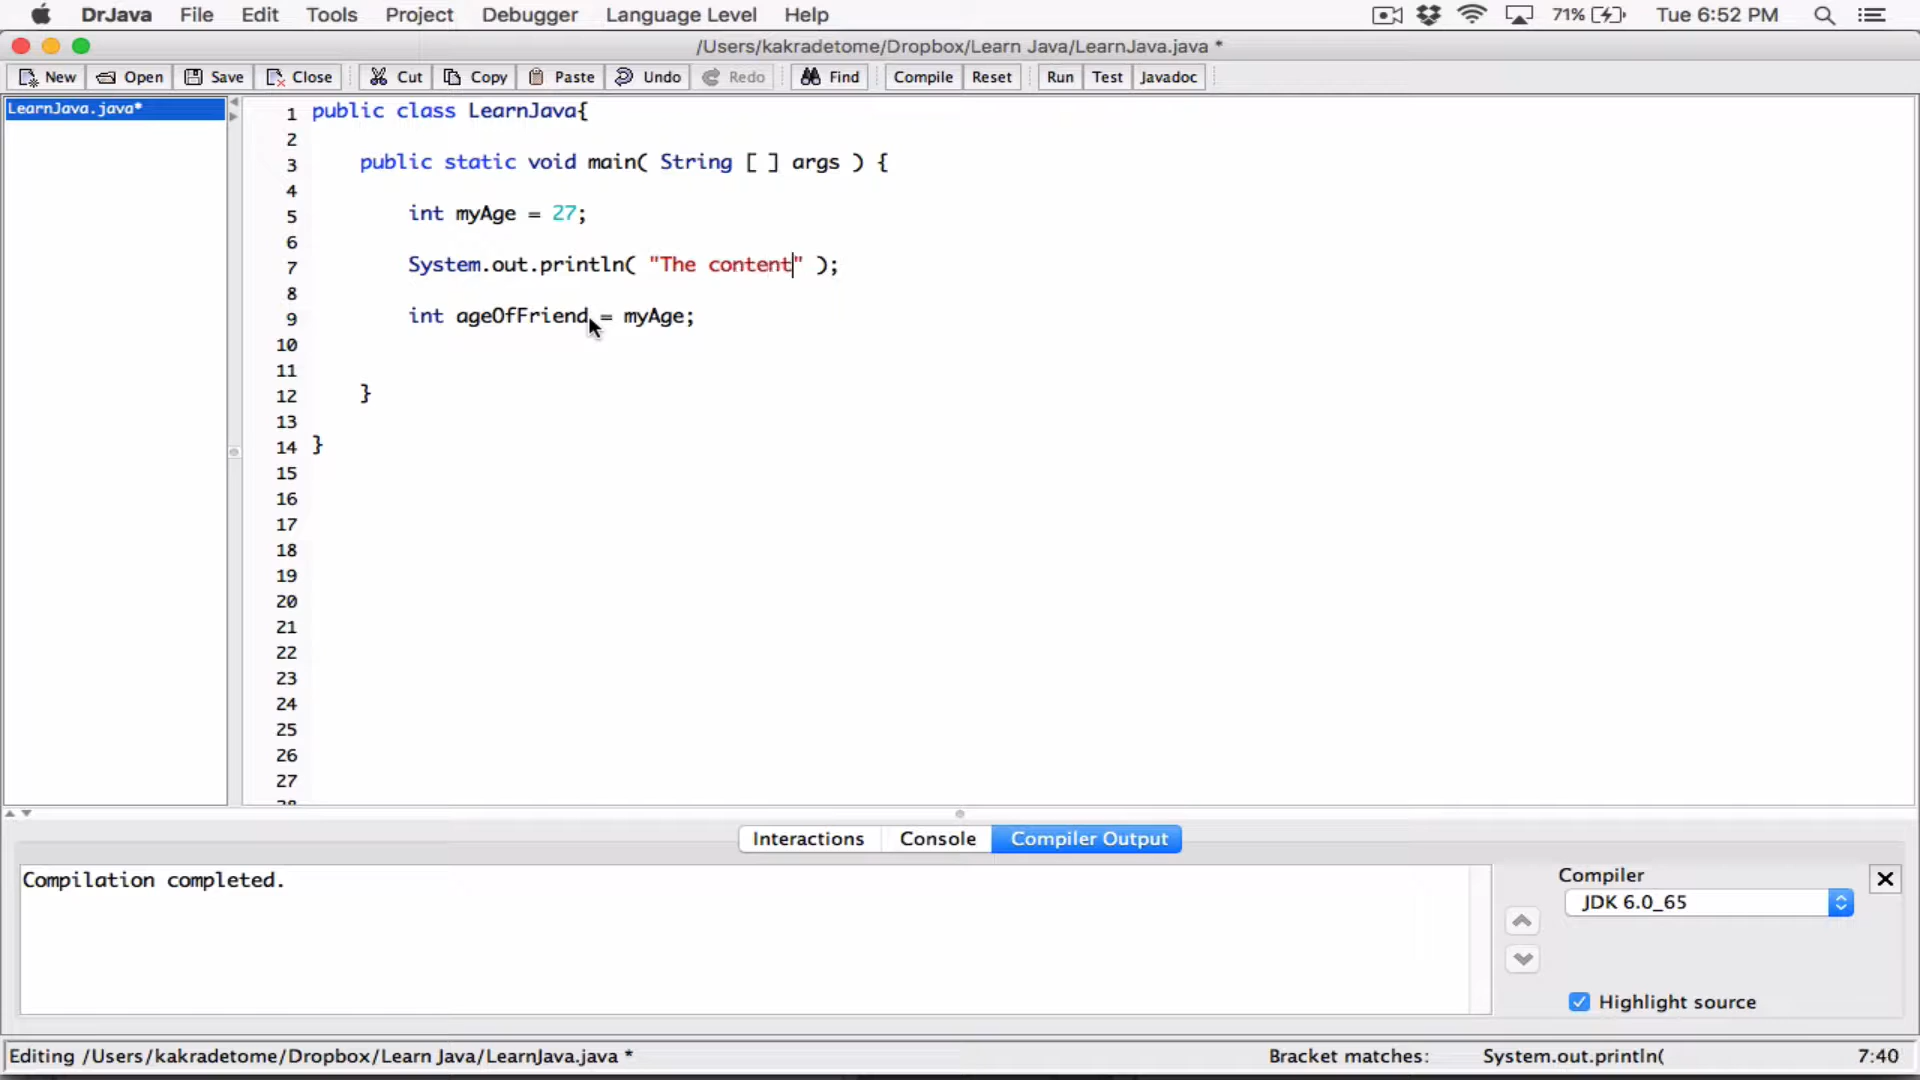 DrJava File Edit Tools Project Debugger Language Level Help 71% Tue 6:52 PM
/Users/kakradetome/Dropbox/Learn Java/LearnJava.java *
New Open Save Close Cut Copy Paste Undo Redo Find Compile Reset Run Test Javadoc
LearnJava.java*
1 public class LearnJava{
2
3 public static void main( String [ ] args ) {
4
5 int myAge = 27;
6
7 System.out.println( "The content" );
8
9 int ageOfFriend = myAge;
10
11
12 }
13
14 }
15
16
17
18
19
20
21
22
23
24
25
26
27
28
Interactions Console Compiler Output
Compilation completed.
Compiler
JDK 6.0_65
Highlight source
Editing /Users/kakradetome/Dropbox/Learn Java/LearnJava.java * Bracket matches: System.out.println( 7:40